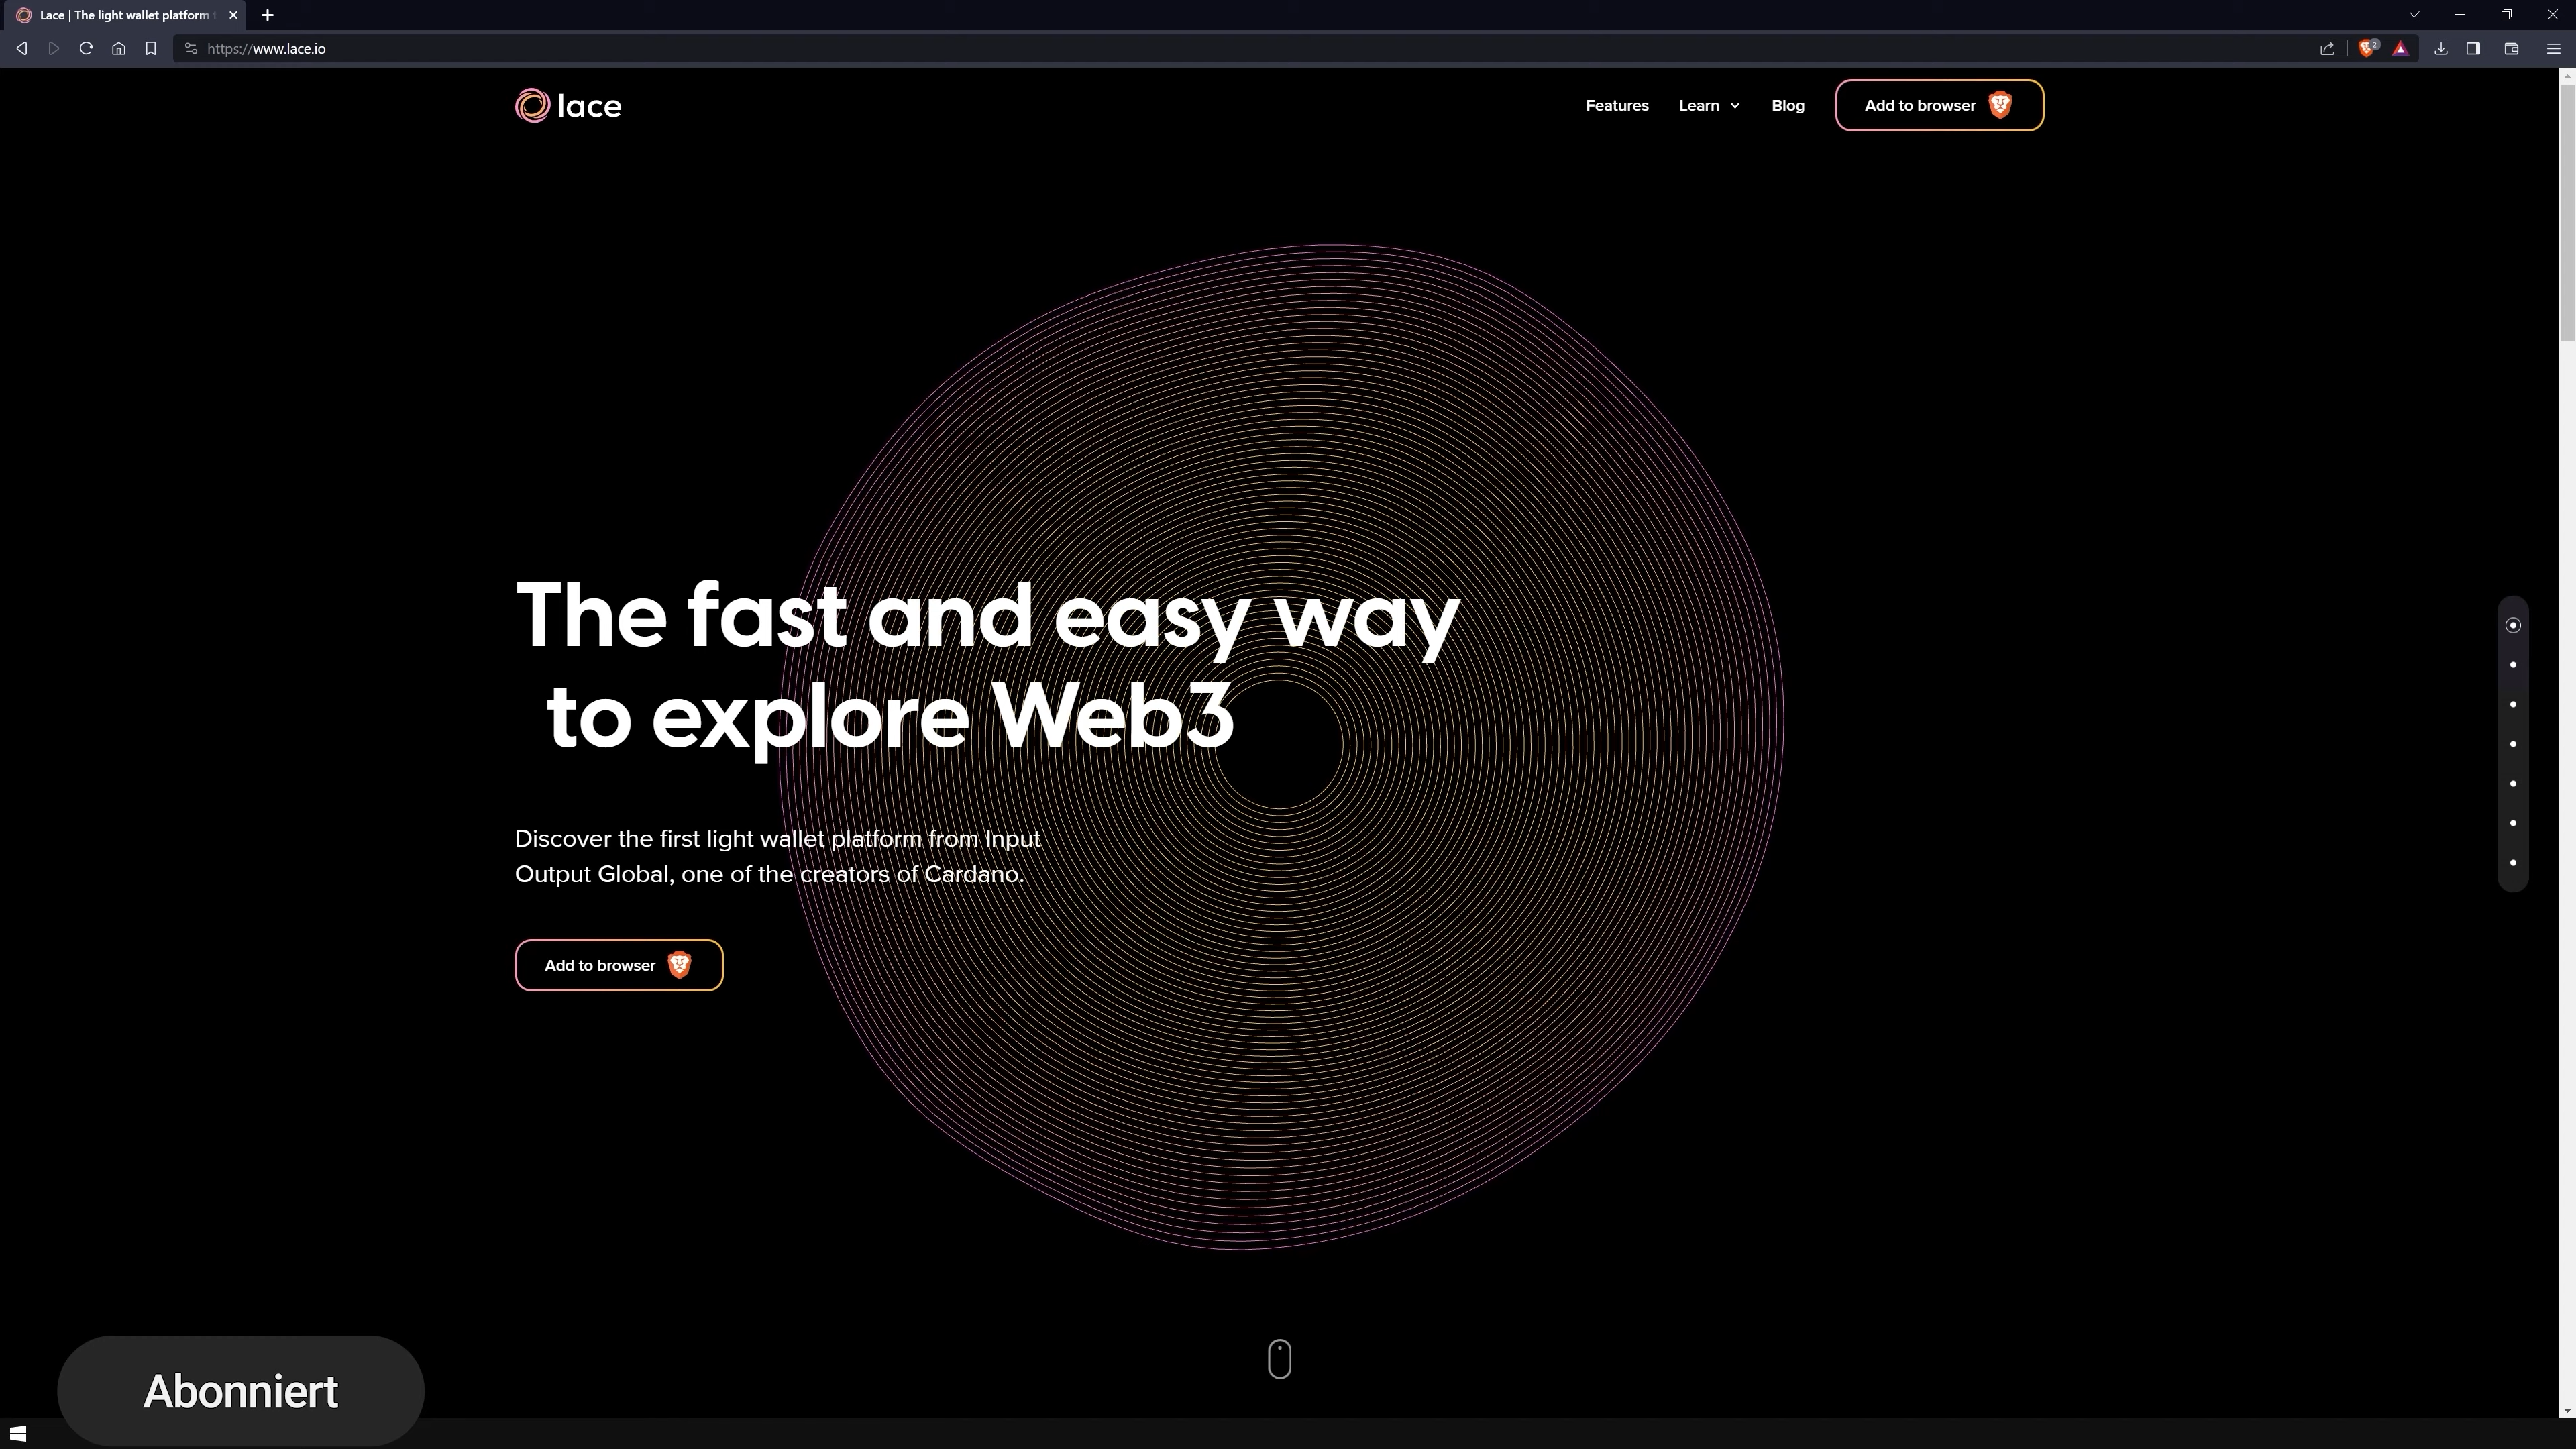 Lace | The light wallet platform
https://www.lace.io
2
lace
Features
Learn
Blog
Add to browser
The fast and easy way
to explore Web3
Discover the first light wallet platform from Input
Output Global, one of the creators of Cardano.
Add to browser
Abonniert